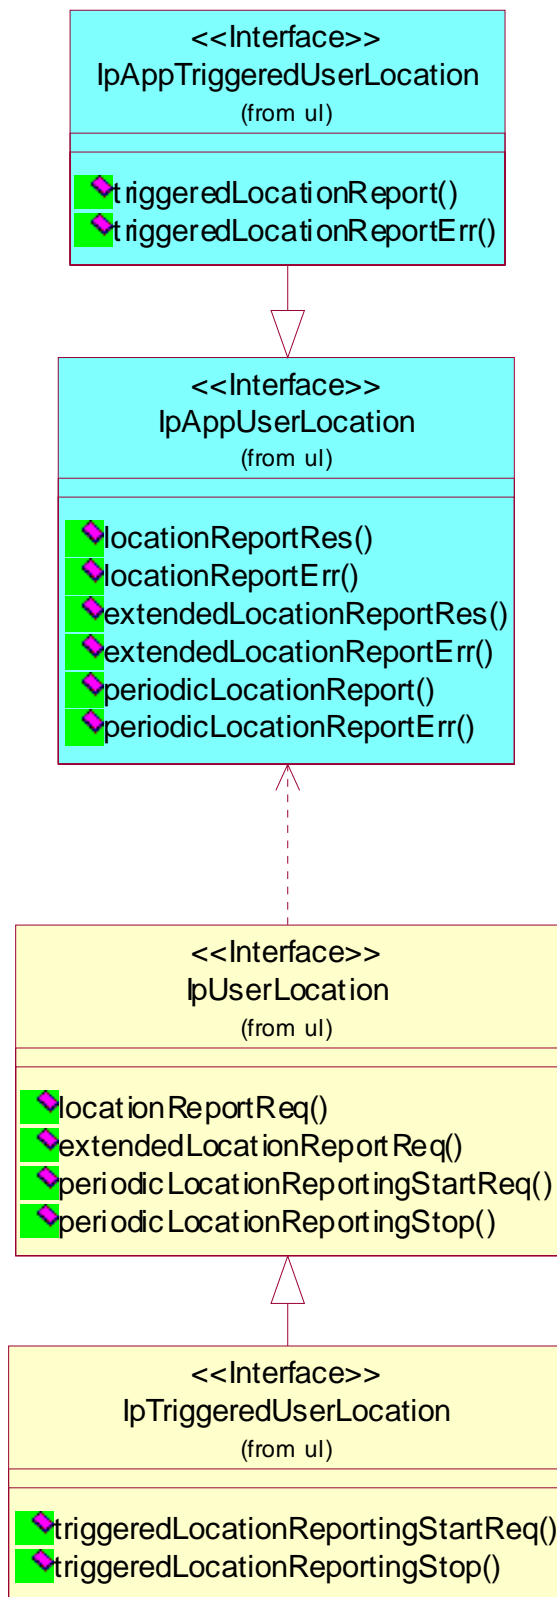 <<Interface>>
IpAppTriggeredUserLocation
(from ul)
triggeredLocationReport()
triggeredLocationReportErr()
<<Interface>>
IpAppUserLocation
(from ul)
locationReportRes()
locationReportErr()
extendedLocationReportRes()
extendedLocationReportErr()
periodicLocationReport()
periodicLocationReportErr()
<<Interface>>
IpUserLocation
(from ul)
locationReportReq()
extendedLocationReportReq()
periodicLocationReportingStartReq()
periodicLocationReportingStop()
<<Interface>>
IpTriggeredUserLocation
(from ul)
triggeredLocationReportingStartReq()
triggeredLocationReportingStop()